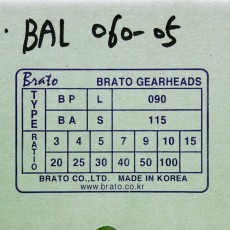 · BAL 060-05
Brato BRATO GEARHEADS
TYPE BP L 090
BA S 115
RATIO 3 4 5 7 9 10 15
20 25 30 40 50 100
BRATO CO.,LTD. MADE IN KOREA
www.brato.co.kr